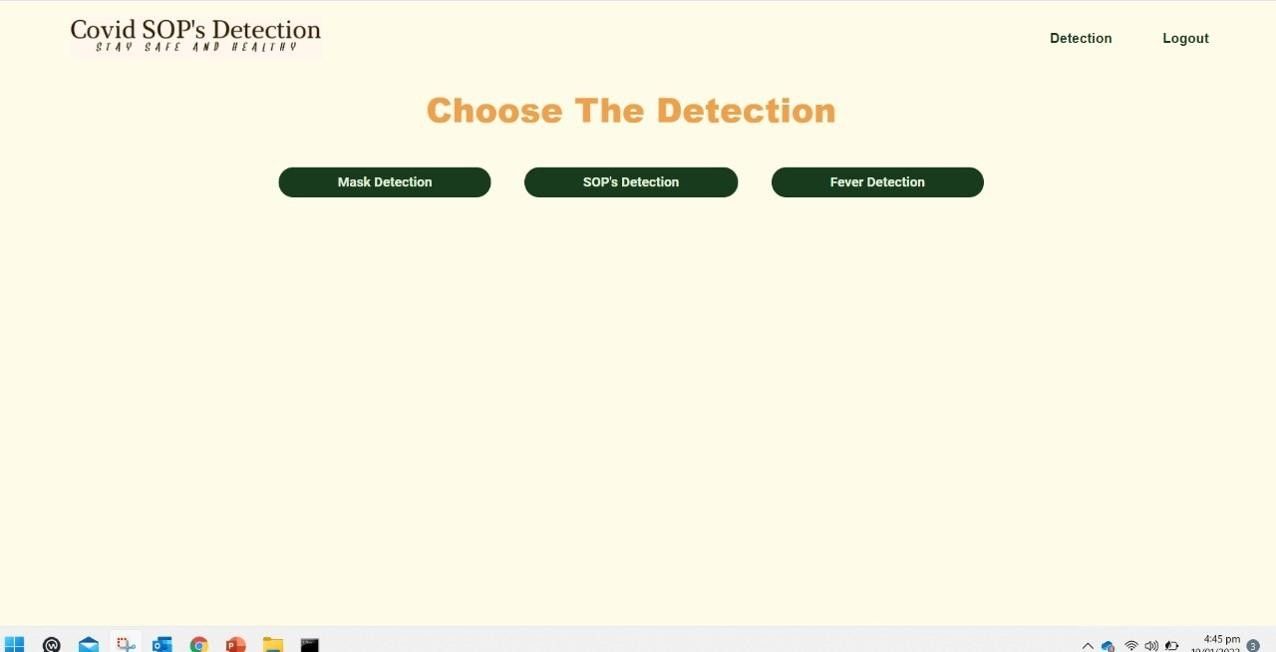 Covid SOP's Detection
STAY SAFE AND HEALTHY
Detection
Logout
Choose The Detection
Mask Detection
SOP's Detection
Fever Detection
4:45 pm
3